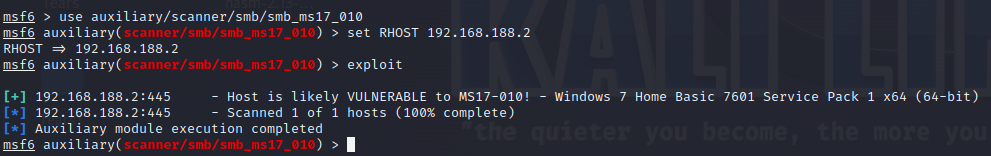 msf6 > use auxiliary/scanner/smb/smb_ms17_010
msf6 auxiliary(scanner/smb/smb_ms17_010) > set RHOST 192.168.188.2
RHOST => 192.168.188.2
msf6 auxiliary(scanner/smb/smb_ms17_010) > exploit
[+] 192.168.188.2:445     - Host is likely VULNERABLE to MS17-010! - Windows 7 Home Basic 7601 Service Pack 1 x64 (64-bit)
[*] 192.168.188.2:445     - Scanned 1 of 1 hosts (100% complete)
[*] Auxiliary module execution completed
msf6 auxiliary(scanner/smb/smb_ms17_010) >
"the quieter you become, the more you